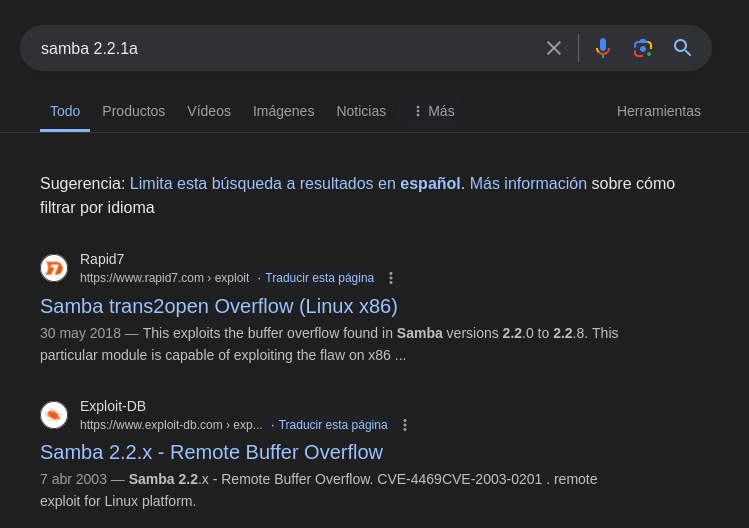 samba 2.2.1a
Todo Productos Vídeos Imágenes Noticias Más Herramientas
Sugerencia: Limita esta búsqueda a resultados en español. Más información sobre cómo
filtrar por idioma
Rapid7
https://www.rapid7.com › exploit · Traducir esta página
Samba trans2open Overflow (Linux x86)
30 may 2018 — This exploits the buffer overflow found in Samba versions 2.2.0 to 2.2.8. This
particular module is capable of exploiting the flaw on x86 ...
Exploit-DB
https://www.exploit-db.com › exp... · Traducir esta página
Samba 2.2.x - Remote Buffer Overflow
7 abr 2003 — Samba 2.2.x - Remote Buffer Overflow. CVE-4469CVE-2003-0201 . remote
exploit for Linux platform.